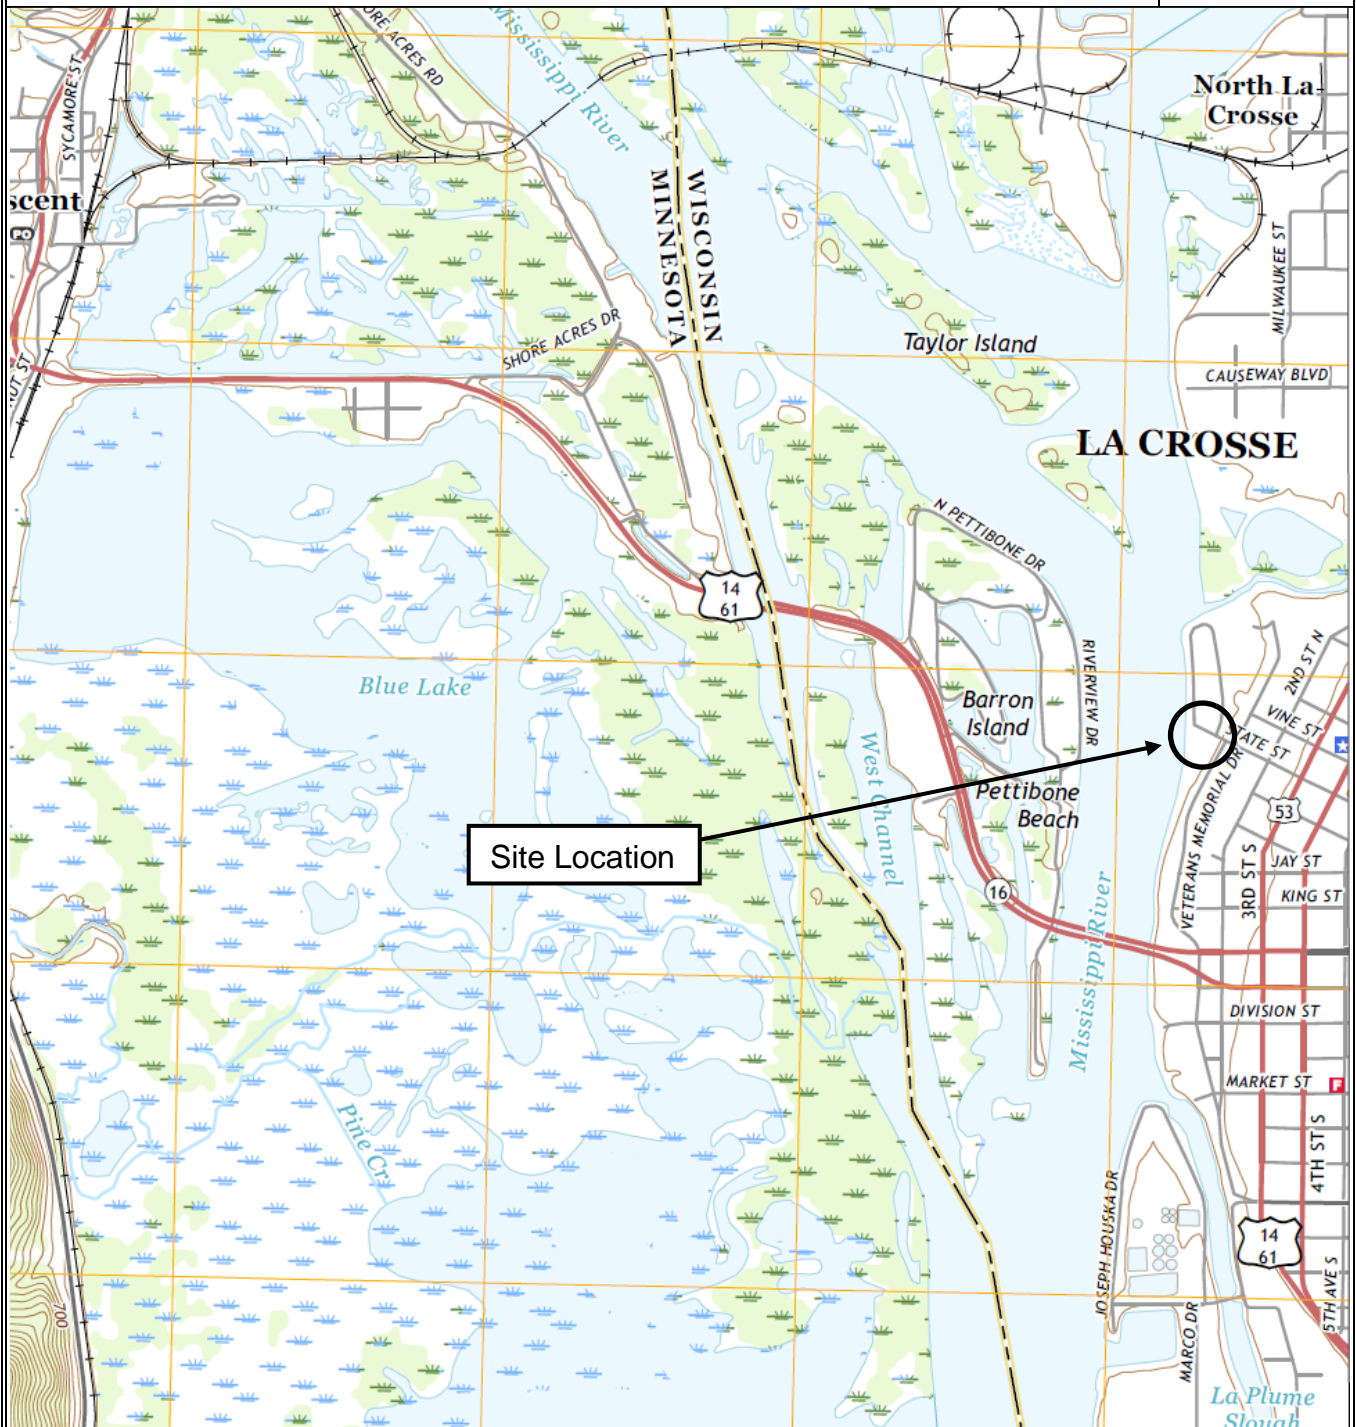 Mississippi River
ORE ACRES RD
SYCAMORE ST
North La
Crosse
scent
PO
WISCONSIN
MINNESOTA
MILWAUKEE ST
SHORE ACRES DR
Taylor Island
UT ST
CAUSEWAY BLVD
LA CROSSE
N PETTIBONE DR
14
61
RIVERVIEW DR
2ND ST N
Blue Lake
Barron
Island
VINE ST
STATE ST
West Channel
Pettibone
Beach
VETERANS MEMORIAL DR
53
Site Location
3RD ST S
JAY ST
KING ST
16
Mississippi River
DIVISION ST
MARKET ST
F
Pine Cr
4TH ST S
JOSEPH HOUSKA DR
14
61
5TH AVE S
700
MARCO DR
La Plume
Slough